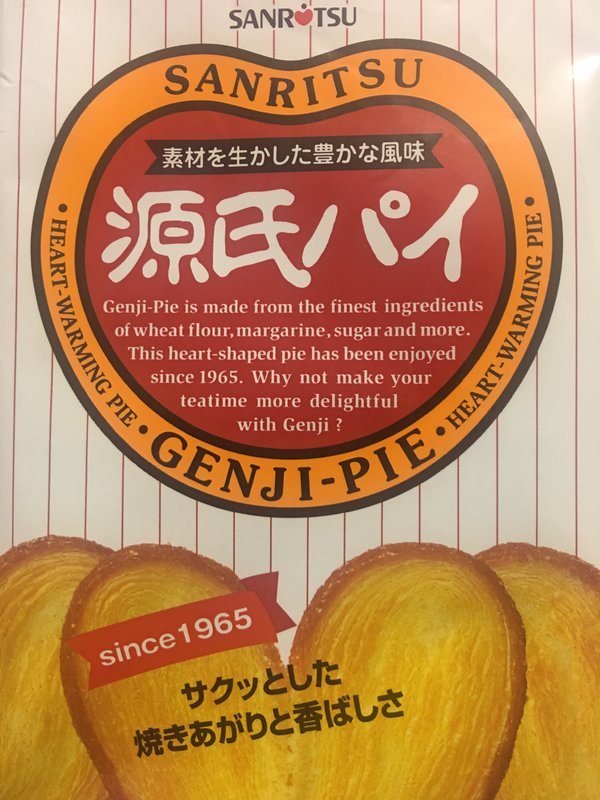 SANRITSU
SANRITSU
素材を生かした豊かな風味
源氏パイ
Genji-Pie is made from the finest ingredients
of wheat flour, margarine, sugar and more.
This heart-shaped pie has been enjoyed
since 1965. Why not make your
teatime more delightful
with Genji ?
• HEART-WARMING PIE •
GENJI-PIE
• HEART-WARMING PIE •
since1965
サクッとした
焼きあがりと香ばしさ